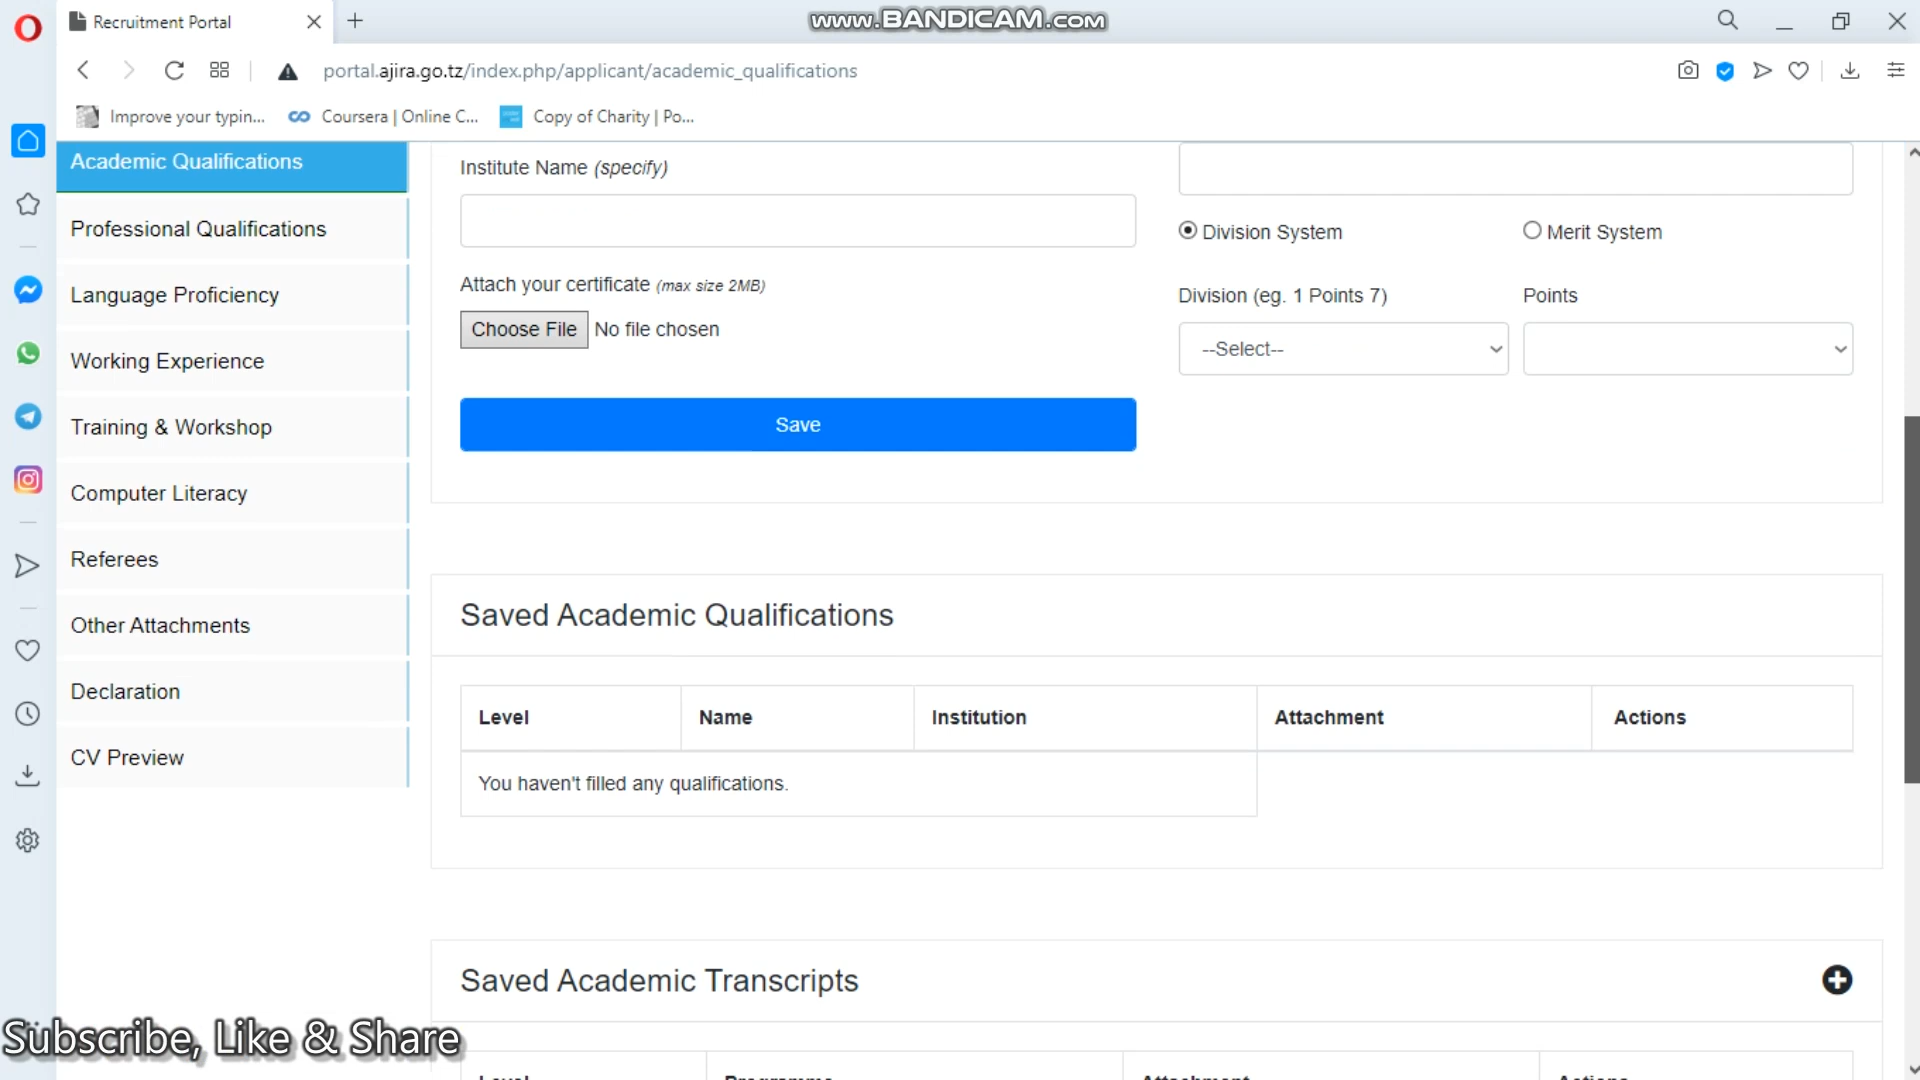 Recruitment Portal
www.BANDICAM.com
portal.ajira.go.tz/index.php/applicant/academic_qualifications
Improve your typin...
Coursera | Online C...
Copy of Charity | Po...
Academic Qualifications
Professional Qualifications
Language Proficiency
Working Experience
Training & Workshop
Computer Literacy
Referees
Other Attachments
Declaration
CV Preview
Institute Name (specify)
Attach your certificate (max size 2MB)
Choose File No file chosen
Save
Division System
Merit System
Division (eg. 1 Points 7)
Points
--Select--
Saved Academic Qualifications
Level Name Institution Attachment Actions
You haven't filled any qualifications.
Saved Academic Transcripts
Level Programme Attachment Actions
Subscribe, Like & Share